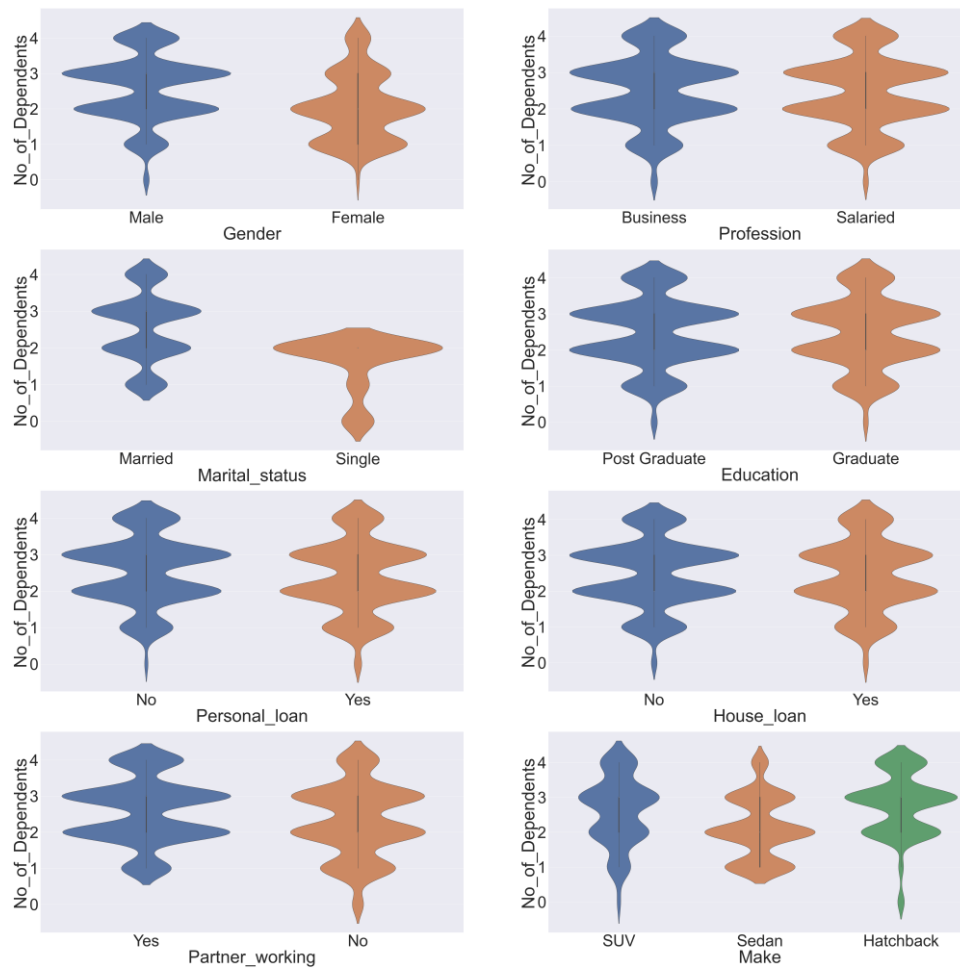 No_of_Dependents
4
3
2
1
0
Male Female
Gender
No_of_Dependents
4
3
2
1
0
Business Salaried
Profession
No_of_Dependents
4
3
2
1
0
Married Single
Marital_status
No_of_Dependents
4
3
2
1
0
Post Graduate Graduate
Education
No_of_Dependents
4
3
2
1
0
No Yes
Personal_loan
No_of_Dependents
4
3
2
1
0
No Yes
House_loan
No_of_Dependents
4
3
2
1
0
Yes No
Partner_working
No_of_Dependents
4
3
2
1
0
SUV Sedan Hatchback
Make